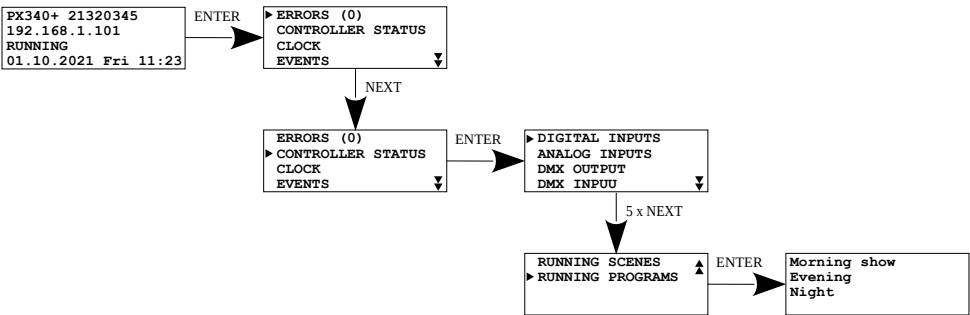 PX340+ 21320345
192.168.1.101
RUNNING
01.10.2021 Fri 11:23
ENTER
ERRORS (0)
CONTROLLER STATUS
CLOCK
EVENTS
NEXT
ERRORS (0)
CONTROLLER STATUS
CLOCK
EVENTS
ENTER
DIGITAL INPUTS
ANALOG INPUTS
DMX OUTPUT
DMX INPUU
5 x NEXT
RUNNING SCENES
RUNNING PROGRAMS
ENTER
Morning show
Evening
Night